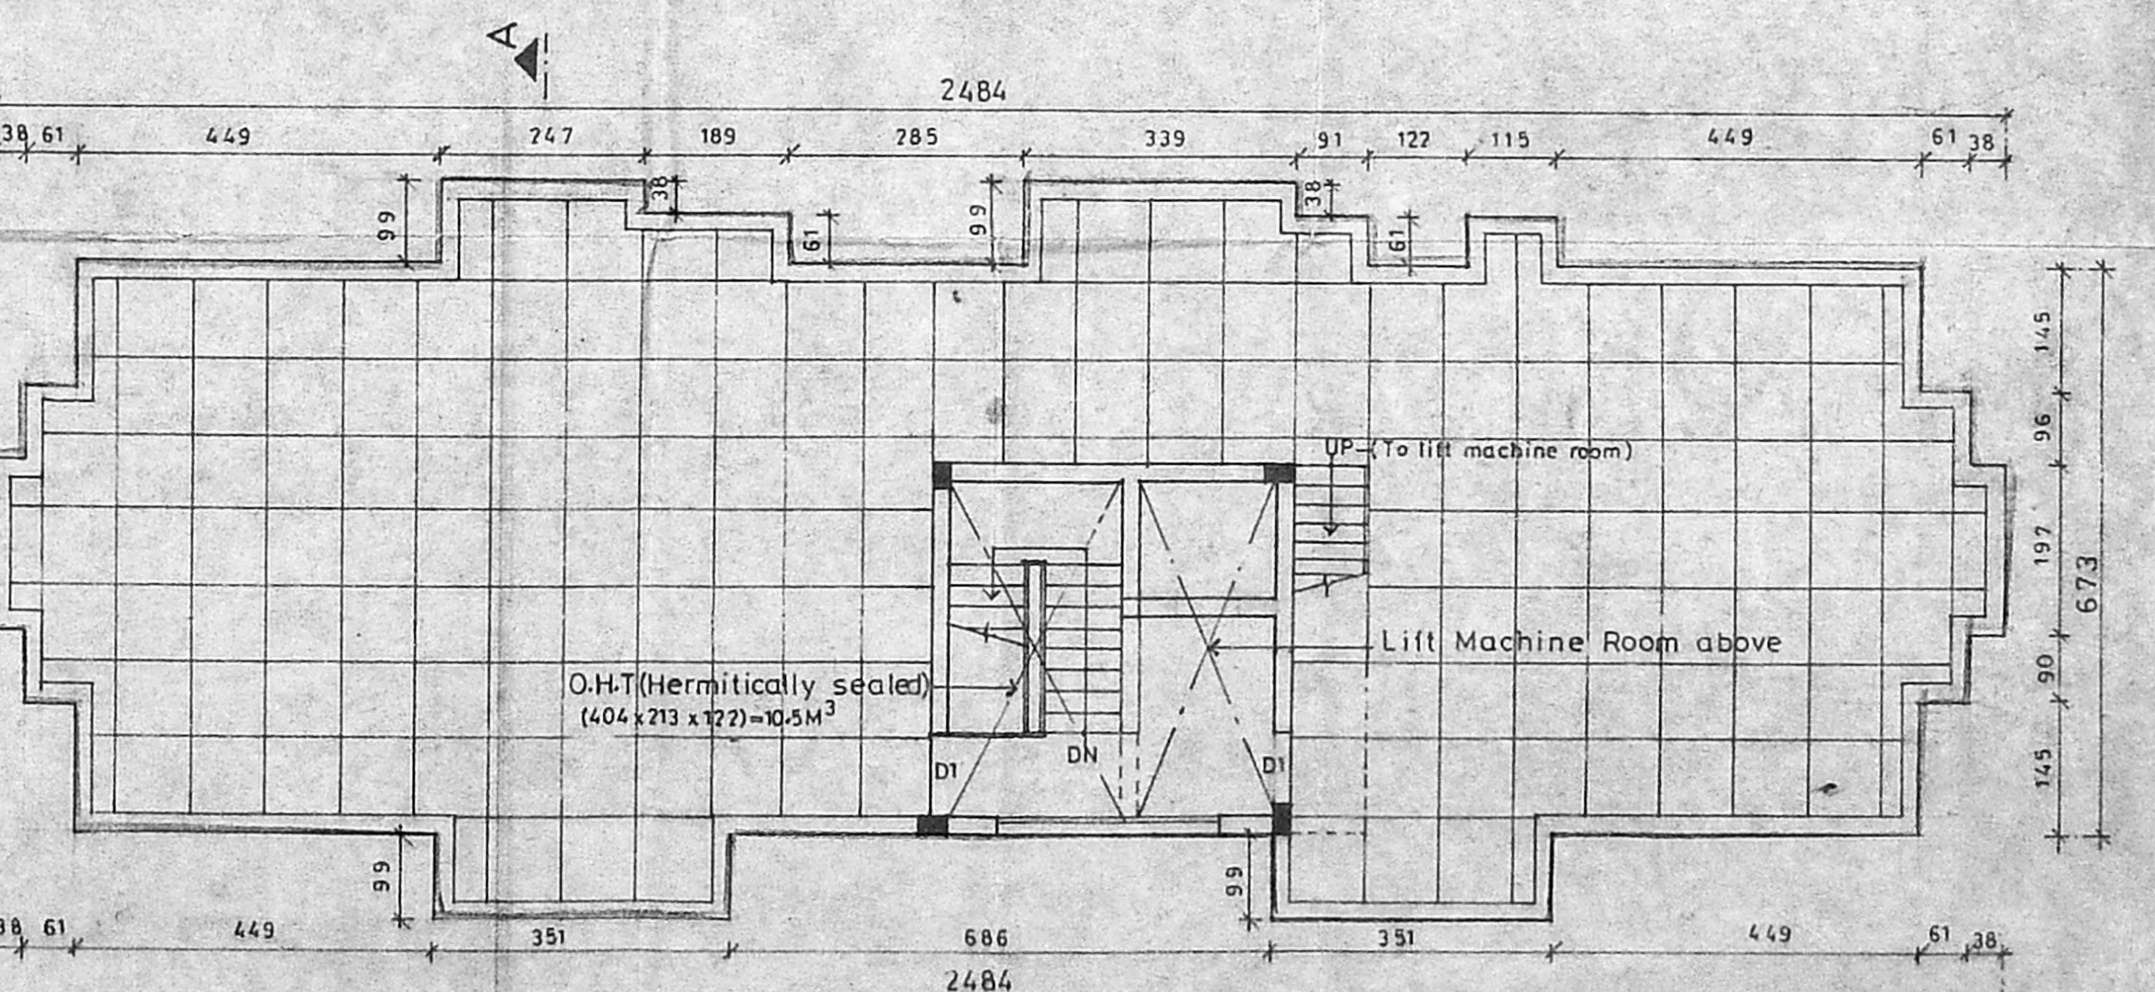 A
2484
38 61 449 247 189 285 339 91 122 115 449 61 38
99 38 61 99 38 61
145
96
UP-(To lift machine room)
197
673
Lift Machine Room above
O.H.T(Hermitically sealed)
(404 x 213 x 122)=10.5M³
90
D1 DN D1
145
99 99
38 61 449 351 686 351 449 61 38
2484